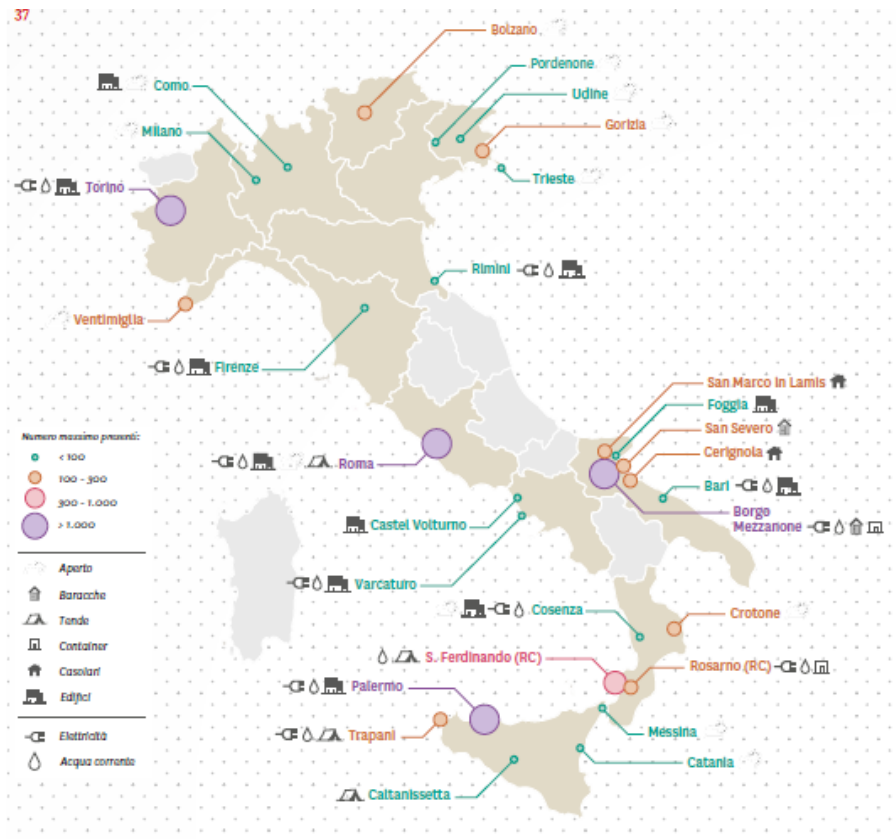 37
Bolzano
Pordenone
Como
Udine
Milano
Gorizia
Trieste
Torino
Rimini
Ventimiglia
Firenze
San Marco in Lamis
Foggia
San Severo
Cerignola
Roma
Bari
Borgo
Mezzanone
Castel Volturno
Varcaturo
Cosenza
Crotone
S. Ferdinando (RC)
Rosarno (RC)
Palermo
Trapani
Messina
Catania
Caltanissetta
Numero massimo presenti:
< 100
100 - 300
300 - 1.000
> 1.000
Aperto
Baracche
Tende
Container
Casolari
Edifici
Elettricità
Acqua corrente